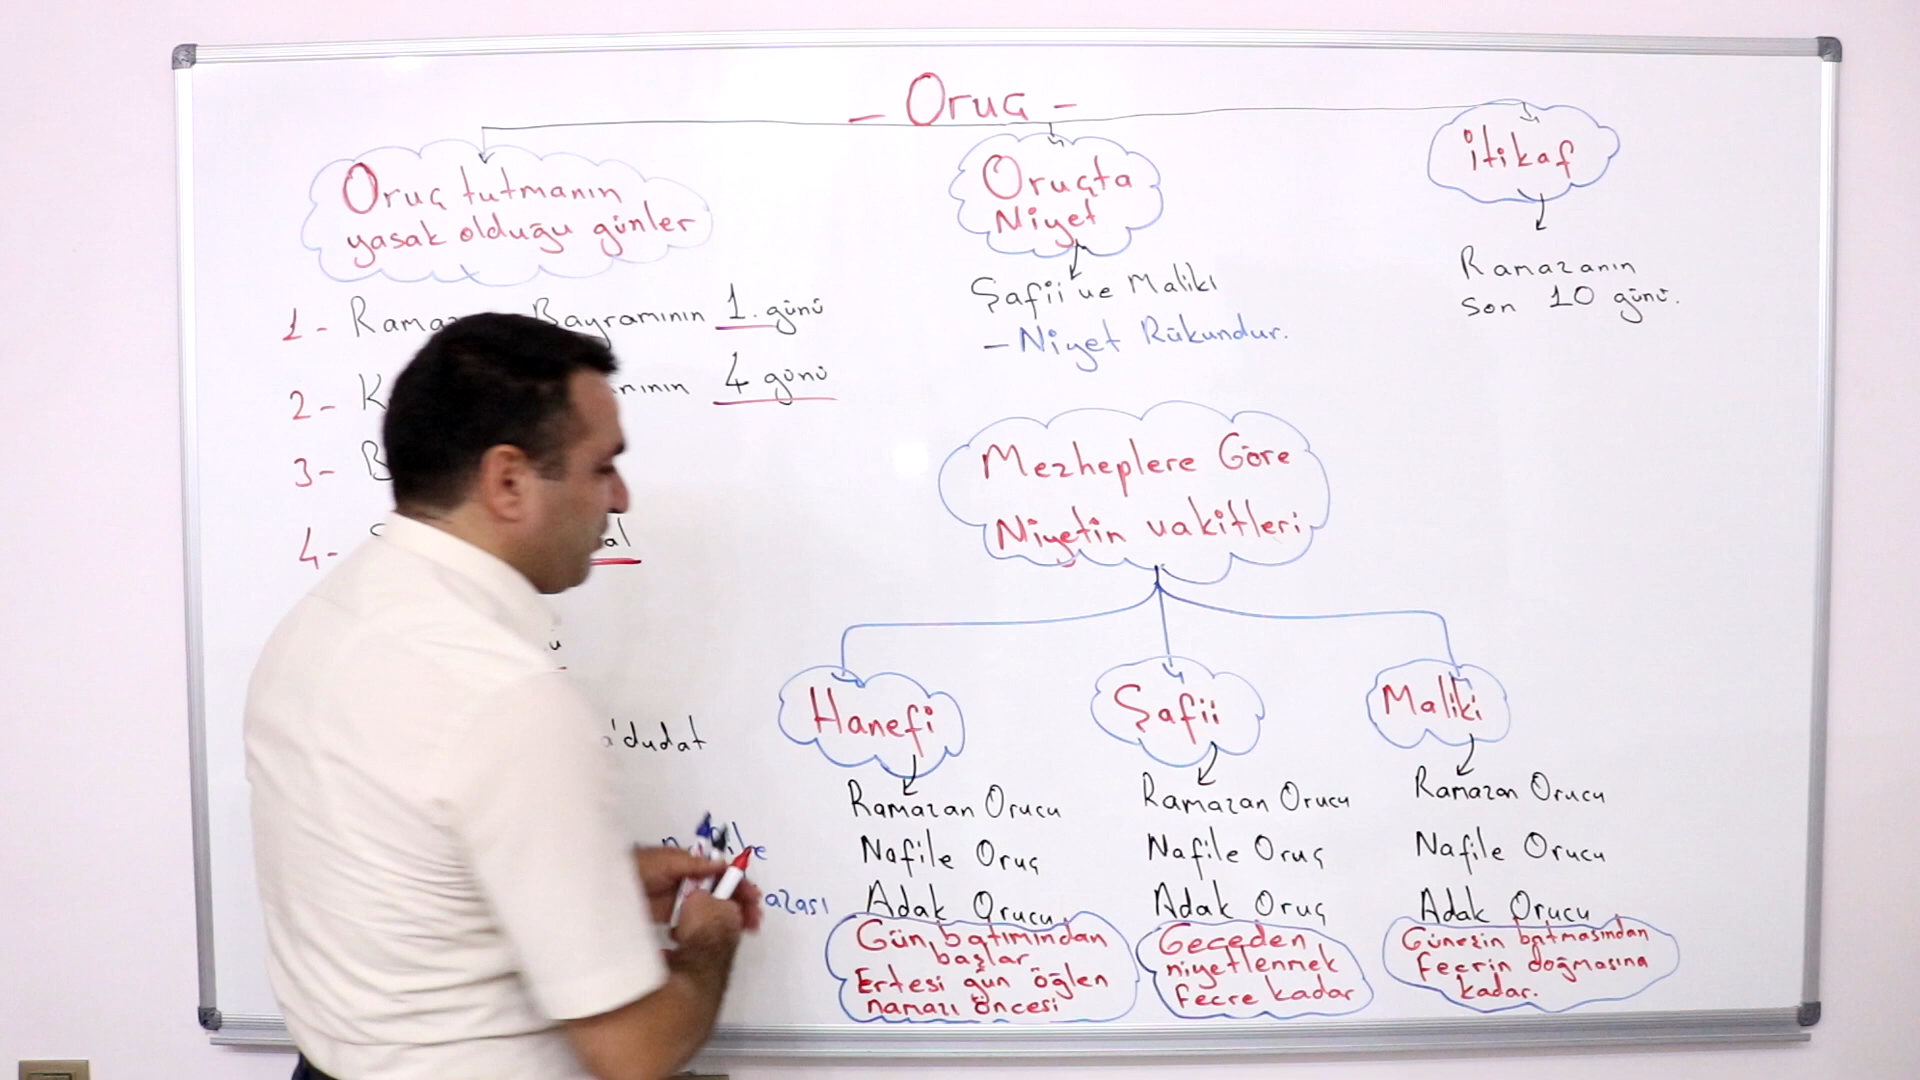 - Oruç -
Oruç tutmanın
yasak olduğu günler
1- Bayramının 1. günü
2- 4 günü
3-
4-
Oruçta
Niyet
Şafii ve Maliki
- Niyet Rükundur.
İtikaf
Ramazanın
Son 10 günü.
Mezheplere Göre
Niyetin vakitleri
Hanefi
Ramazan Orucu
Nafile Oruç
Adak Orucu
Gün batımından
başlar
Ertesi gün öğlen
namazı öncesi
Şafii
Ramazan Orucu
Nafile Oruç
Adak Oruç
Geceden
niyetlenmek
fecre kadar
Maliki
Ramazan Orucu
Nafile Orucu
Adak Orucu
Güneşin batmasından
fecrin doğmasına
kadar.